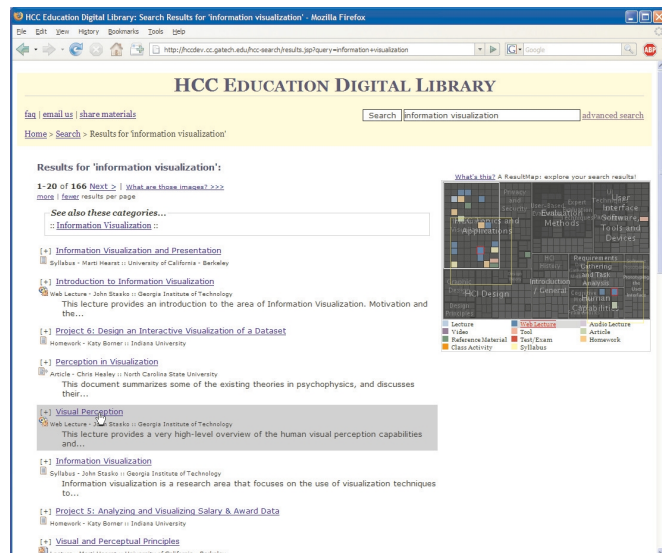 HCC Education Digital Library: Search Results for 'information visualization' - Mozilla Firefox
File Edit View History Bookmarks Tools Help
http://hccdev.cc.gatech.edu/hcc-search/results.jsp?query=information+visualization
G Google
ABP
HCC EDUCATION DIGITAL LIBRARY
faq | email us | share materials
Search information visualization advanced search
Home > Search > Results for 'information visualization'
Results for 'information visualization':
1-20 of 166 Next > | What are those images? >>>
more | fewer results per page
See also these categories...
:: Information Visualization ::
[+] Information Visualization and Presentation
Syllabus - Marti Hearst :: University of California - Berkeley
[+] Introduction to Information Visualization
Web Lecture - John Stasko :: Georgia Institute of Technology
This lecture provides an introduction to the area of Information Visualization. Motivation and
the...
[+] Project 6: Design an Interactive Visualization of a Dataset
Homework - Katy Borner :: Indiana University
[+] Perception in Visualization
Article - Chris Healey :: North Carolina State University
This document summarizes some of the existing theories in psychophysics, and discusses
their...
[+] Visual Perception
Web Lecture - John Stasko :: Georgia Institute of Technology
This lecture provides a very high-level overview of the human visual perception capabilities
and...
[+] Information Visualization
Syllabus - John Stasko :: Georgia Institute of Technology
Information visualization is a research area that focuses on the use of visualization techniques
to...
[+] Project 5: Analyzing and Visualizing Salary & Award Data
Homework - Katy Borner :: Indiana University
[+] Visual and Perceptual Principles
What's this? A ResultMap: explore your search results!
Privacy
and
Security
Evaluation
Methods
User
Interface
Software,
Tools and
Devices
Topics and
Applications
HCI
History
Requirements
Gathering
and Task
Analysis
HCI Design
Introduction
/ General
Human
Capabilities
Lecture Web Lecture Audio Lecture
Video Tool Article
Reference Material Test/Exam Homework
Class Activity Syllabus